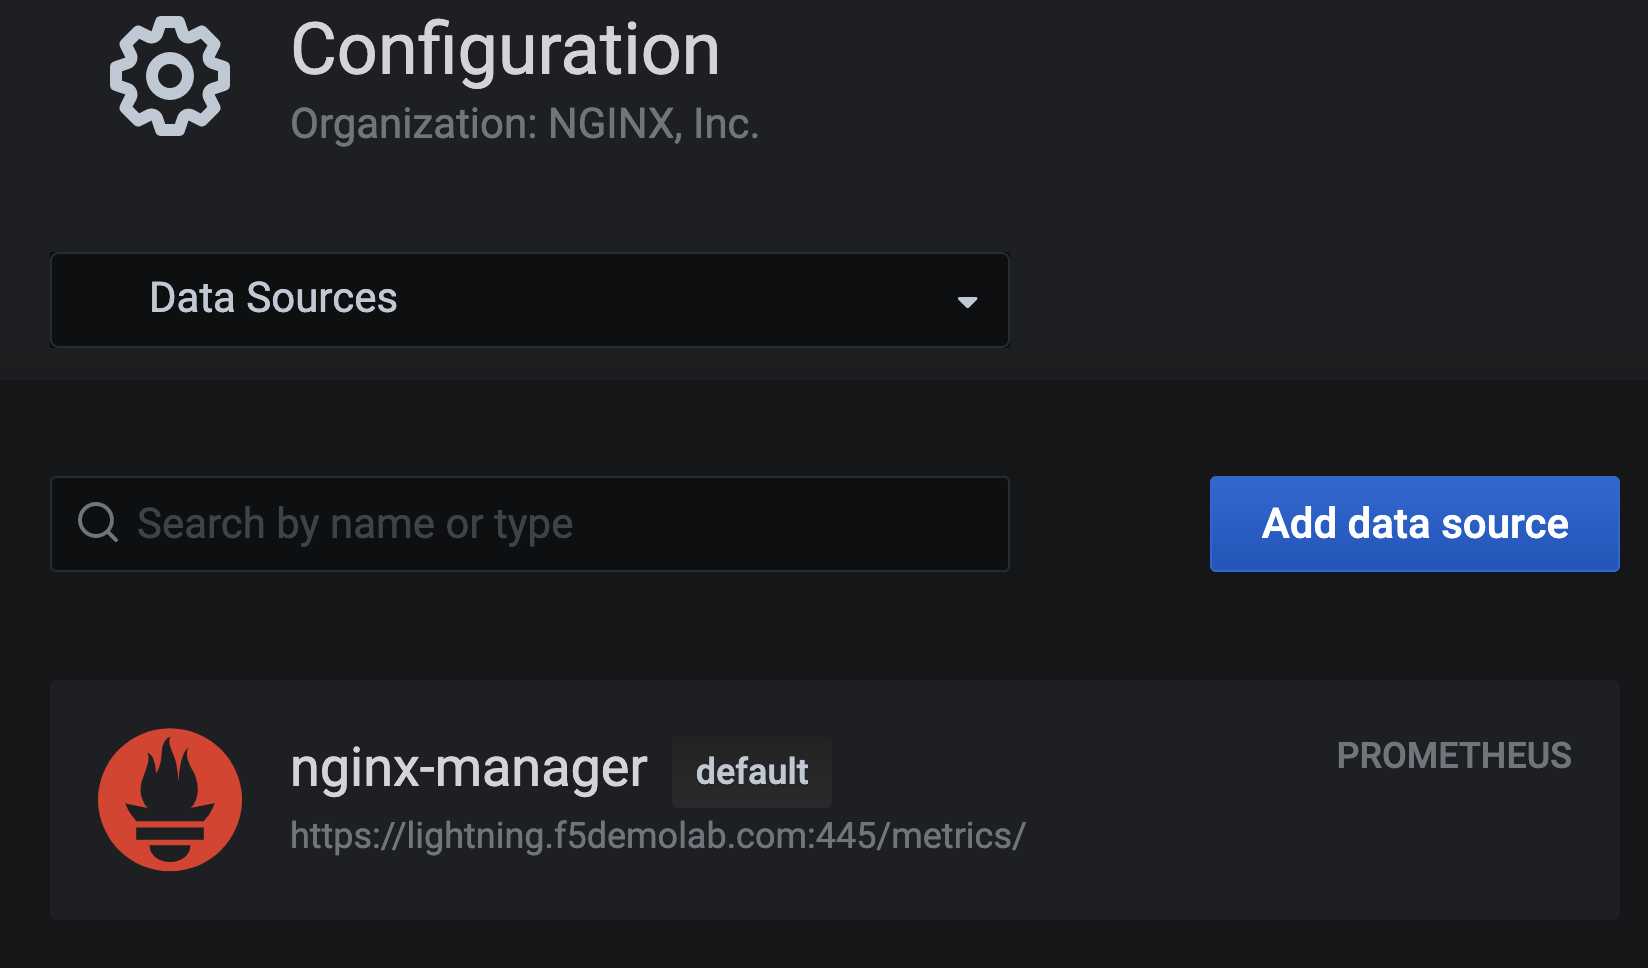 Configuration
Organization: NGINX, Inc.
Data Sources
Search by name or type
Add data source
nginx-manager default
PROMETHEUS
https://lightning.f5demolab.com:445/metrics/